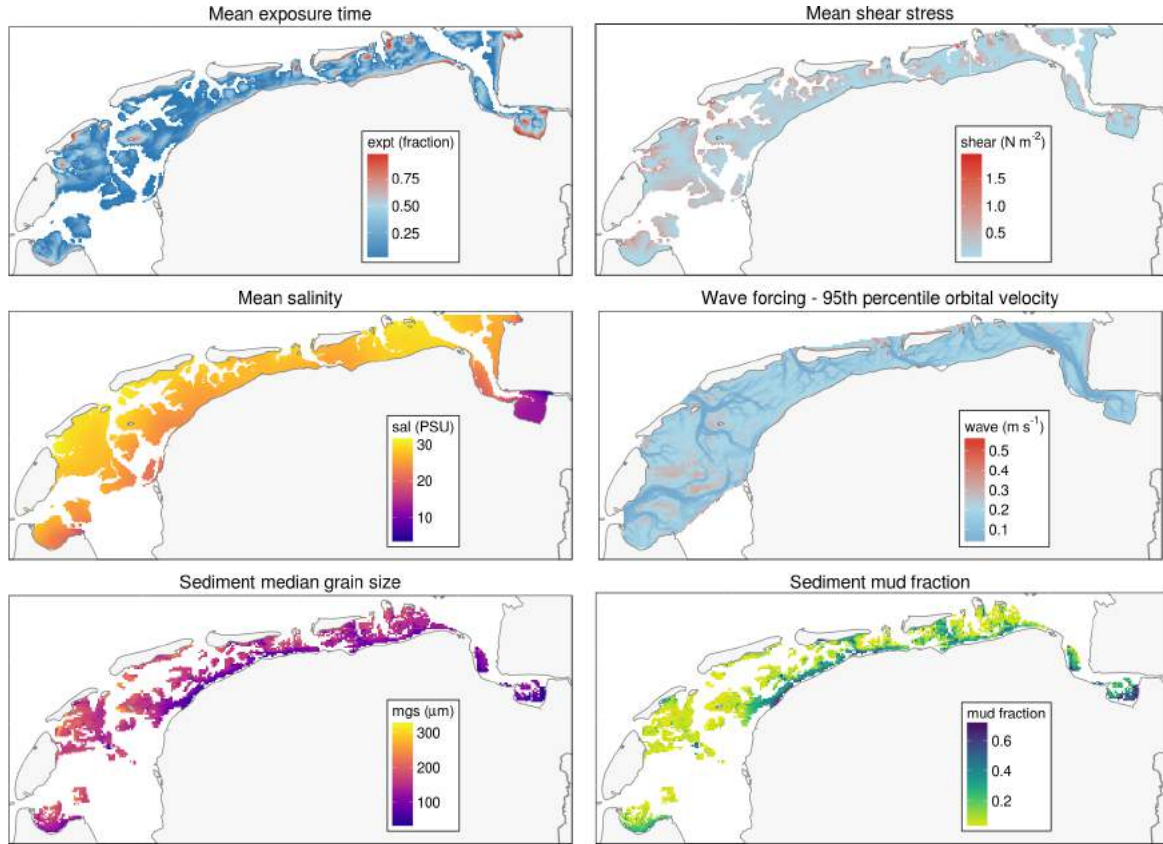 Mean exposure time
expt (fraction)
0.75
0.50
0.25
Mean shear stress
shear (N m⁻²)
1.5
1.0
0.5
Mean salinity
sal (PSU)
30
20
10
Wave forcing - 95th percentile orbital velocity
wave (m s⁻¹)
0.5
0.4
0.3
0.2
0.1
Sediment median grain size
mgs (μm)
300
200
100
Sediment mud fraction
mud fraction
0.6
0.4
0.2